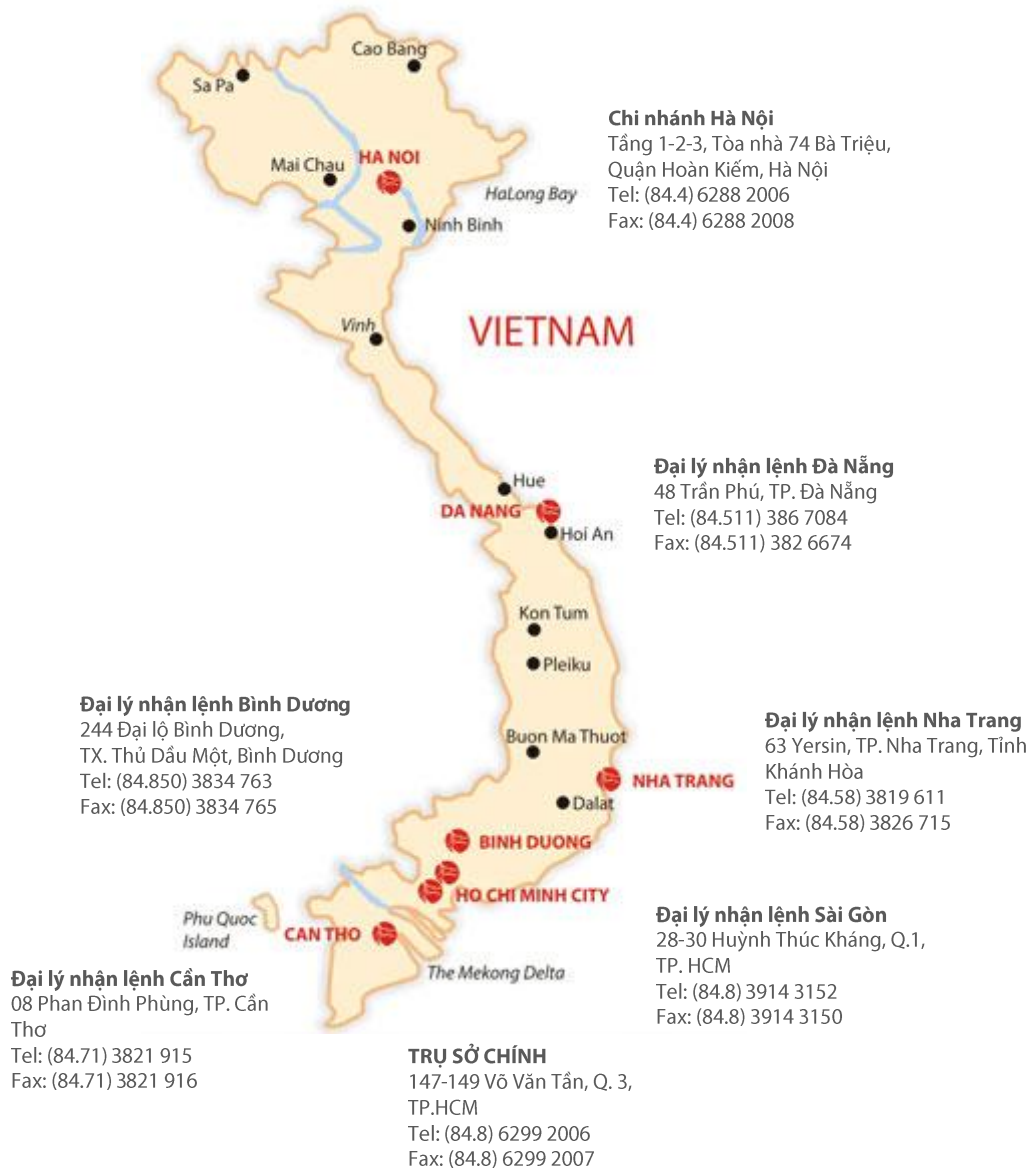 Cao Bang
Sa Pa
Chi nhánh Hà Nội
Tầng 1-2-3, Tòa nhà 74 Bà Triệu,
Quận Hoàn Kiếm, Hà Nội
Tel: (84.4) 6288 2006
Fax: (84.4) 6288 2008
HA NOI
Mai Chau
HaLong Bay
Ninh Binh
Vinh
VIETNAM
Đại lý nhận lệnh Đà Nẵng
48 Trần Phú, TP. Đà Nẵng
Tel: (84.511) 386 7084
Fax: (84.511) 382 6674
Hue
DA NANG
Hoi An
Kon Tum
Pleiku
Đại lý nhận lệnh Bình Dương
244 Đại lộ Bình Dương,
TX. Thủ Dầu Một, Bình Dương
Tel: (84.850) 3834 763
Fax: (84.850) 3834 765
Buon Ma Thuot
Đại lý nhận lệnh Nha Trang
63 Yersin, TP. Nha Trang, Tỉnh
Khánh Hòa
Tel: (84.58) 3819 611
Fax: (84.58) 3826 715
NHA TRANG
Dalat
BINH DUONG
HO CHI MINH CITY
Phu Quoc
Island
CAN THO
The Mekong Delta
Đại lý nhận lệnh Sài Gòn
28-30 Huỳnh Thúc Kháng, Q.1,
TP. HCM
Tel: (84.8) 3914 3152
Fax: (84.8) 3914 3150
Đại lý nhận lệnh Cần Thơ
08 Phan Đình Phùng, TP. Cần
Thơ
Tel: (84.71) 3821 915
Fax: (84.71) 3821 916
TRỤ SỞ CHÍNH
147-149 Võ Văn Tần, Q. 3,
TP.HCM
Tel: (84.8) 6299 2006
Fax: (84.8) 6299 2007